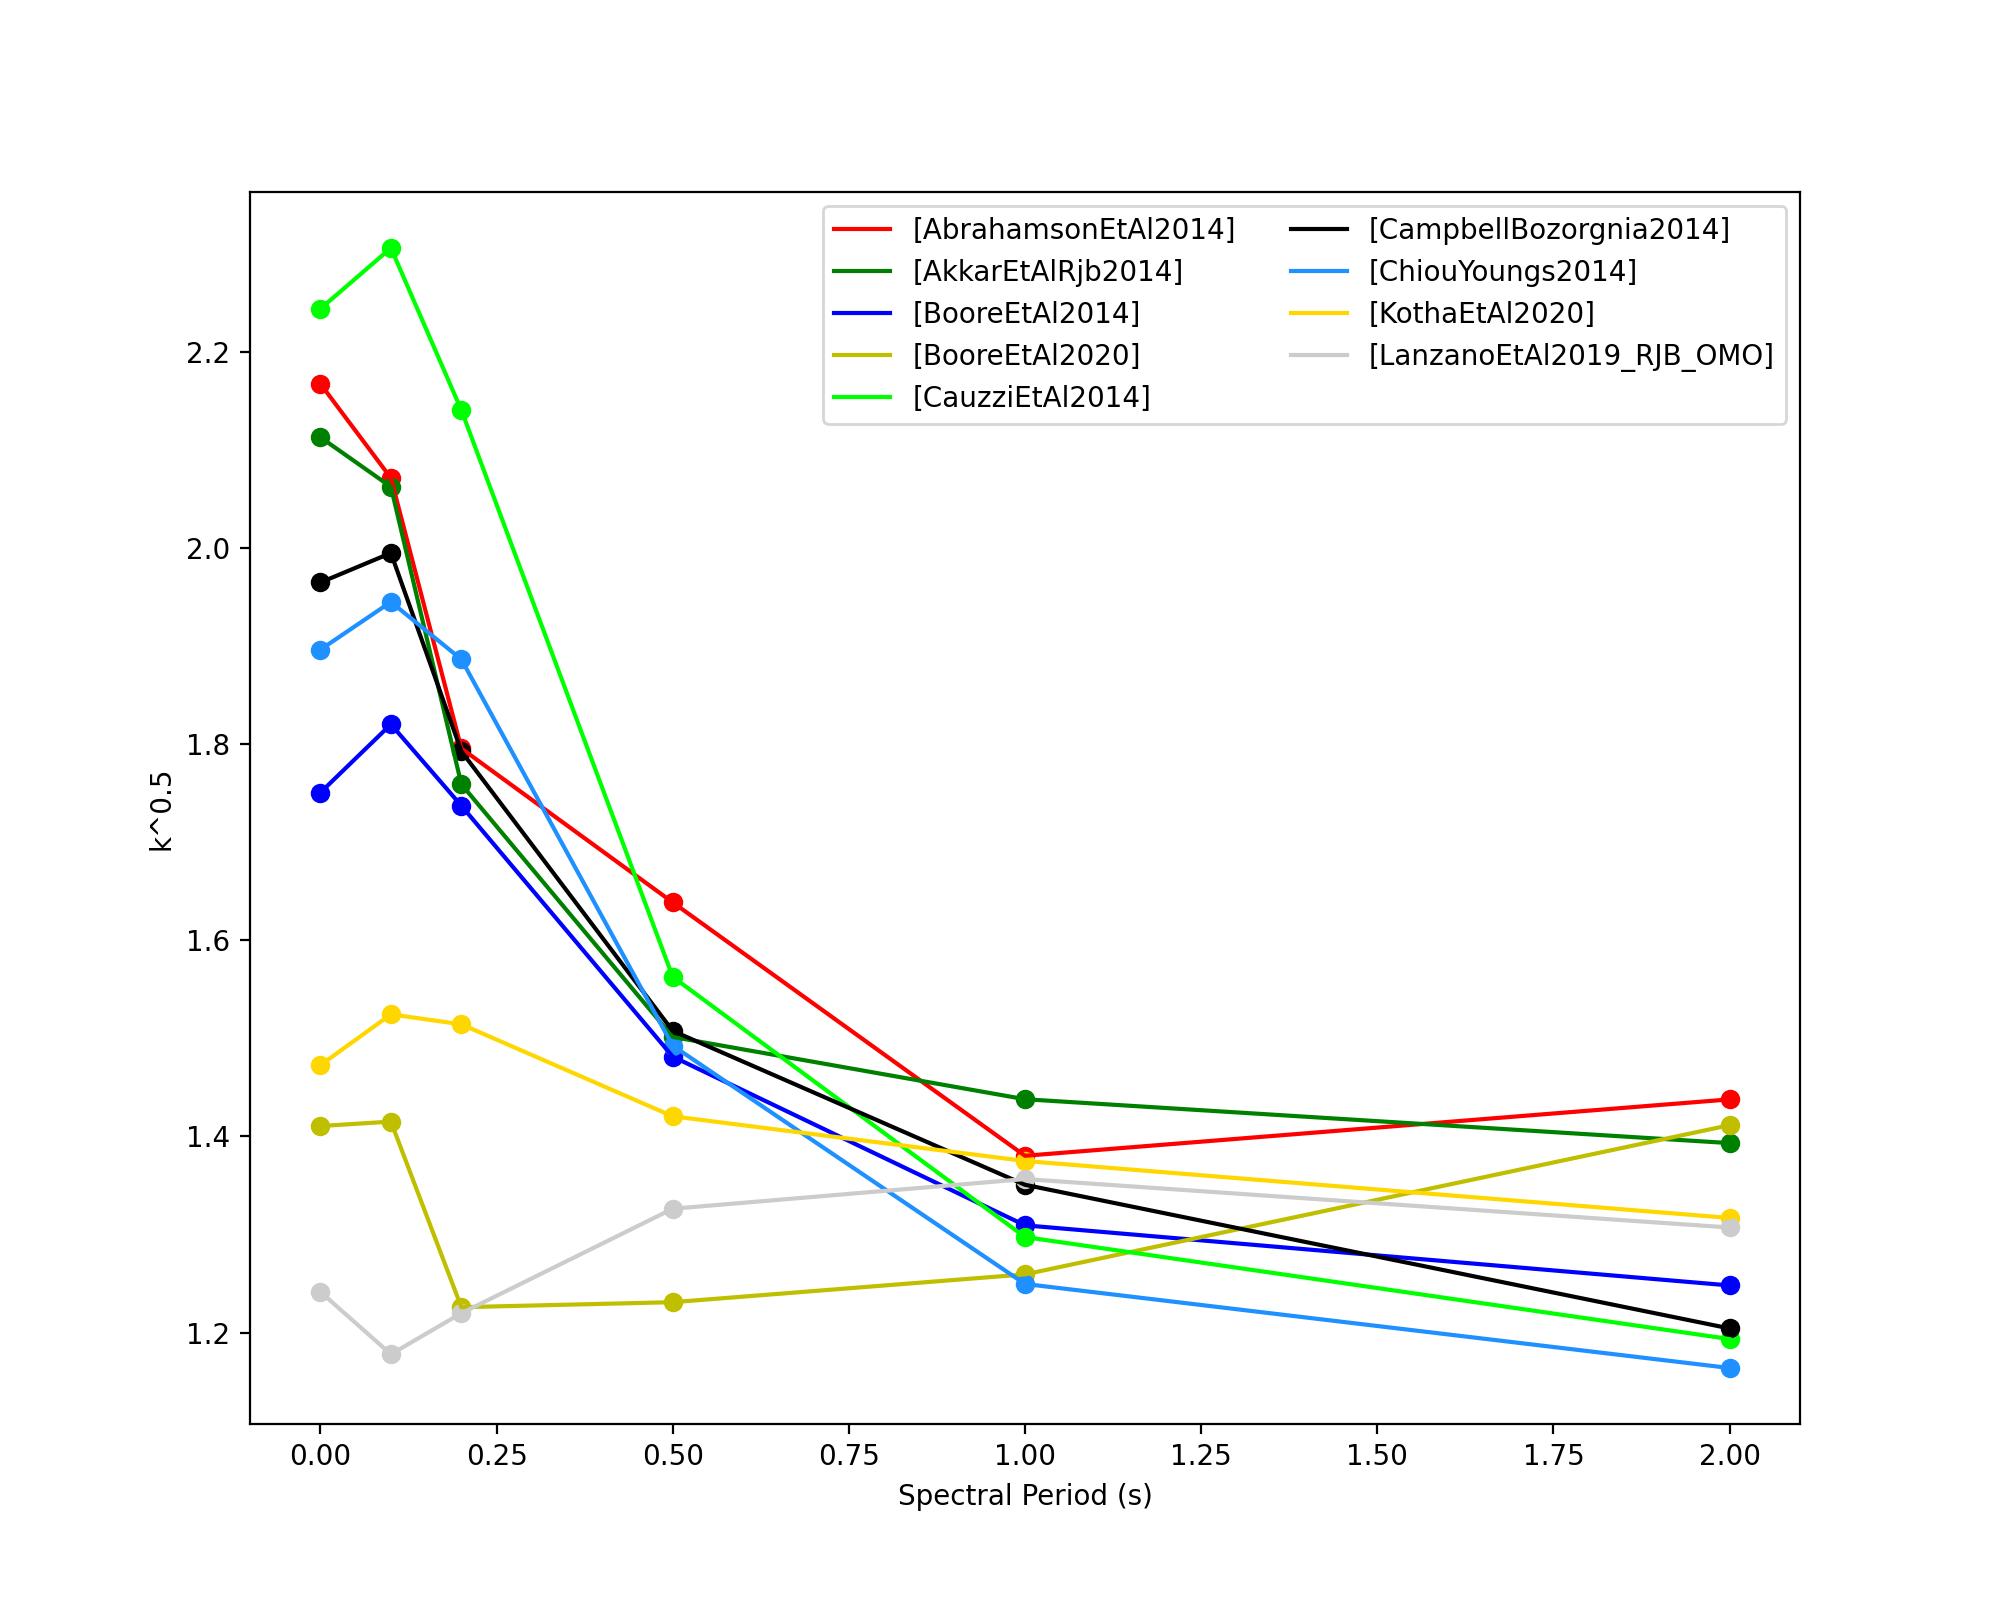 [AbrahamsonEtAl2014]
[AkkarEtAlRjb2014]
[BooreEtAl2014]
[BooreEtAl2020]
[CauzziEtAl2014]
[CampbellBozorgnia2014]
[ChiouYoungs2014]
[KothaEtAl2020]
[LanzanoEtAl2019_RJB_OMO]
2.2
2.0
1.8
1.6
1.4
1.2
k^0.5
0.00 0.25 0.50 0.75 1.00 1.25 1.50 1.75 2.00
Spectral Period (s)